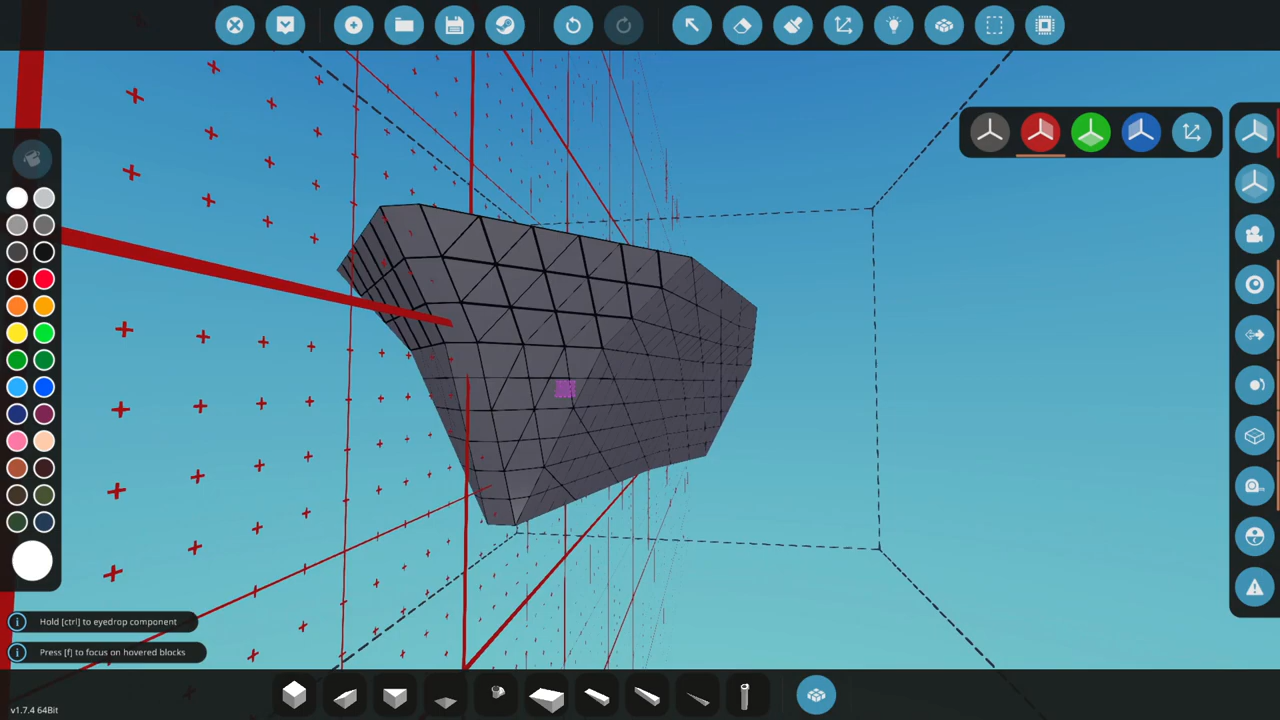 Hold [ctrl] to eyedrop component
Press [f] to focus on hovered blocks
v1.7.4 64Bit